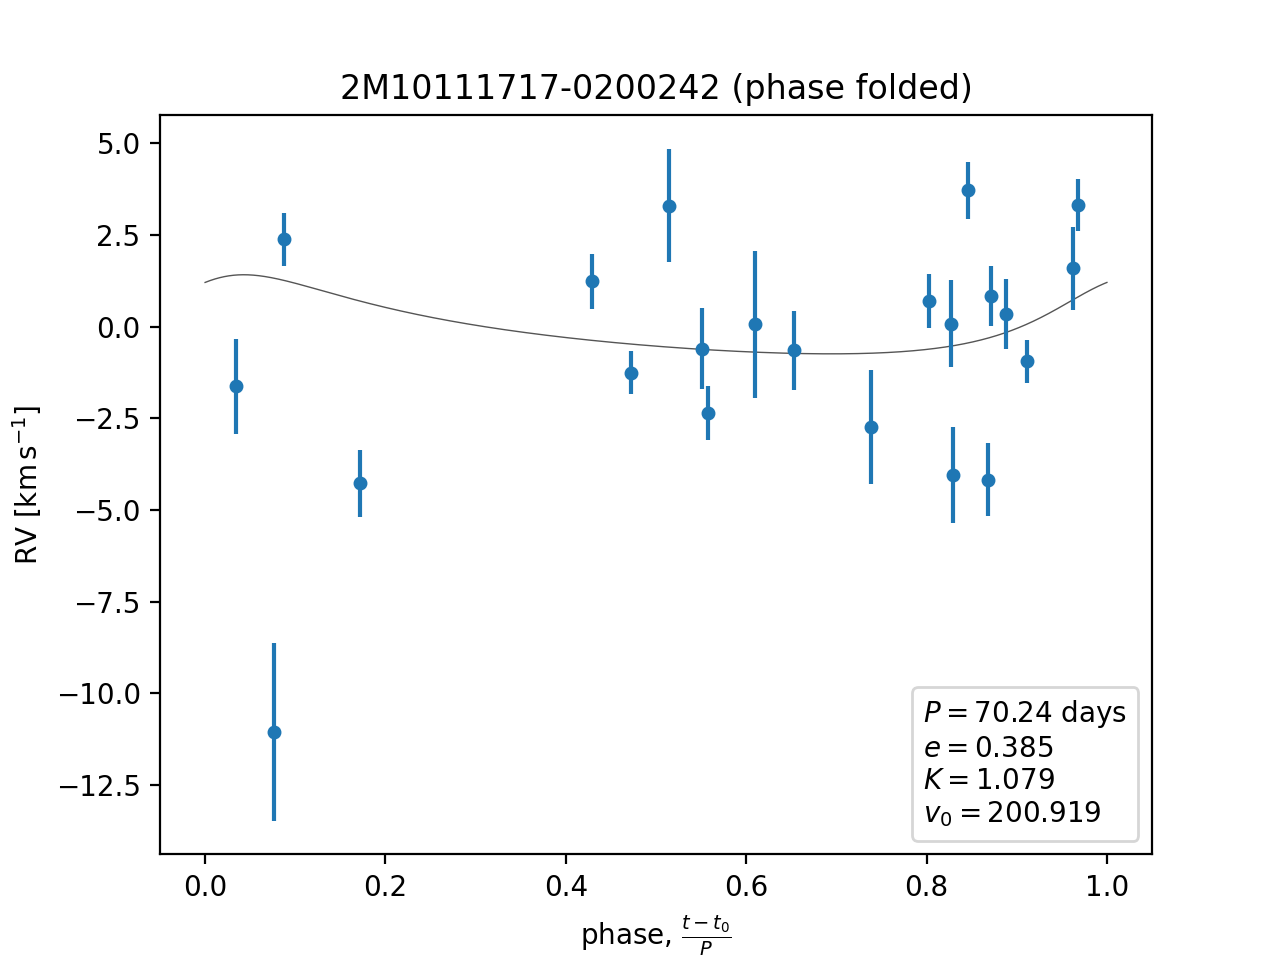 2M10111717-0200242 (phase folded)
5.0
2.5
0.0
−2.5
−5.0
−7.5
−10.0
−12.5
RV [km s⁻¹]
P = 70.24 days
e = 0.385
K = 1.079
v₀ = 200.919
0.0 0.2 0.4 0.6 0.8 1.0
phase, (t − t₀)/P